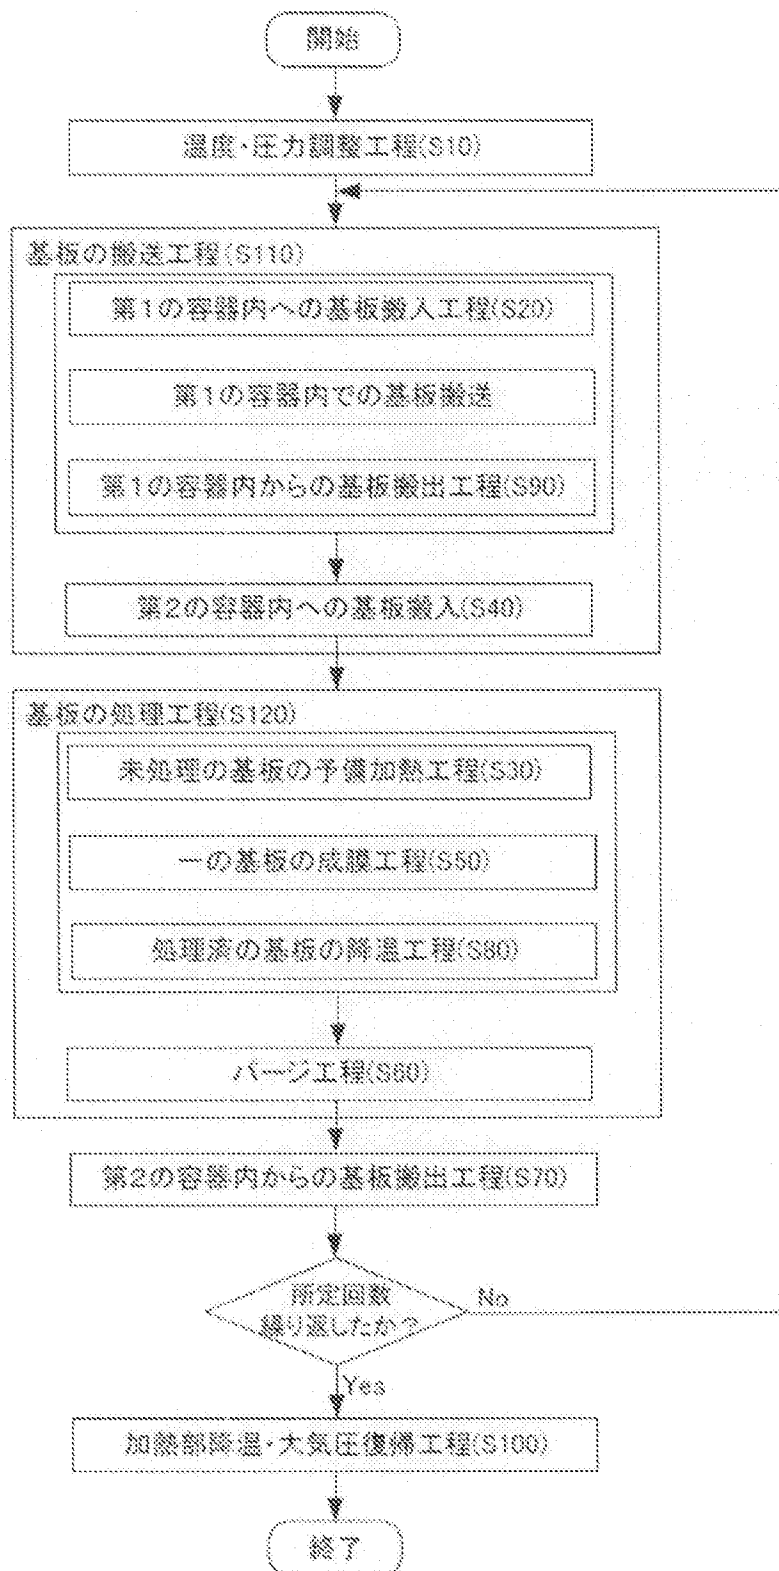 開始
温度・圧力調整工程(S10)
基板の搬送工程(S110)
第1の容器内への基板搬入工程(S20)
第1の容器内での基板搬送
第1の容器内からの基板搬出工程(S90)
第2の容器内への基板搬入(S40)
基板の処理工程(S120)
未処理の基板の予備加熱工程(S30)
一の基板の成膜工程(S50)
処理済の基板の降温工程(S80)
パージ工程(S60)
第2の容器内からの基板搬出工程(S70)
所定回数
繰り返したか?
No
Yes
加熱部降温・大気圧復帰工程(S100)
終了